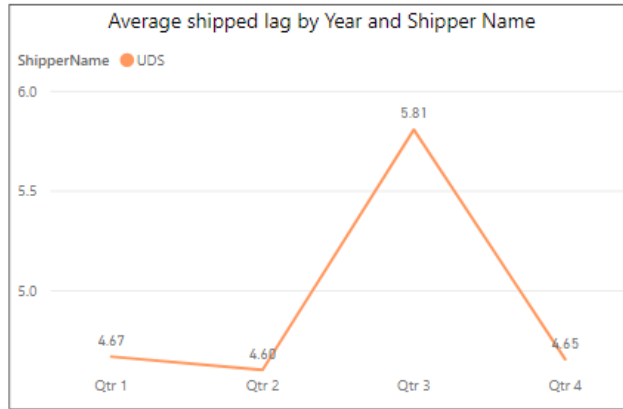 Average shipped lag by Year and Shipper Name
ShipperName UDS
6.0
5.81
5.5
5.0
4.67
4.60
4.65
Qtr 1 Qtr 2 Qtr 3 Qtr 4